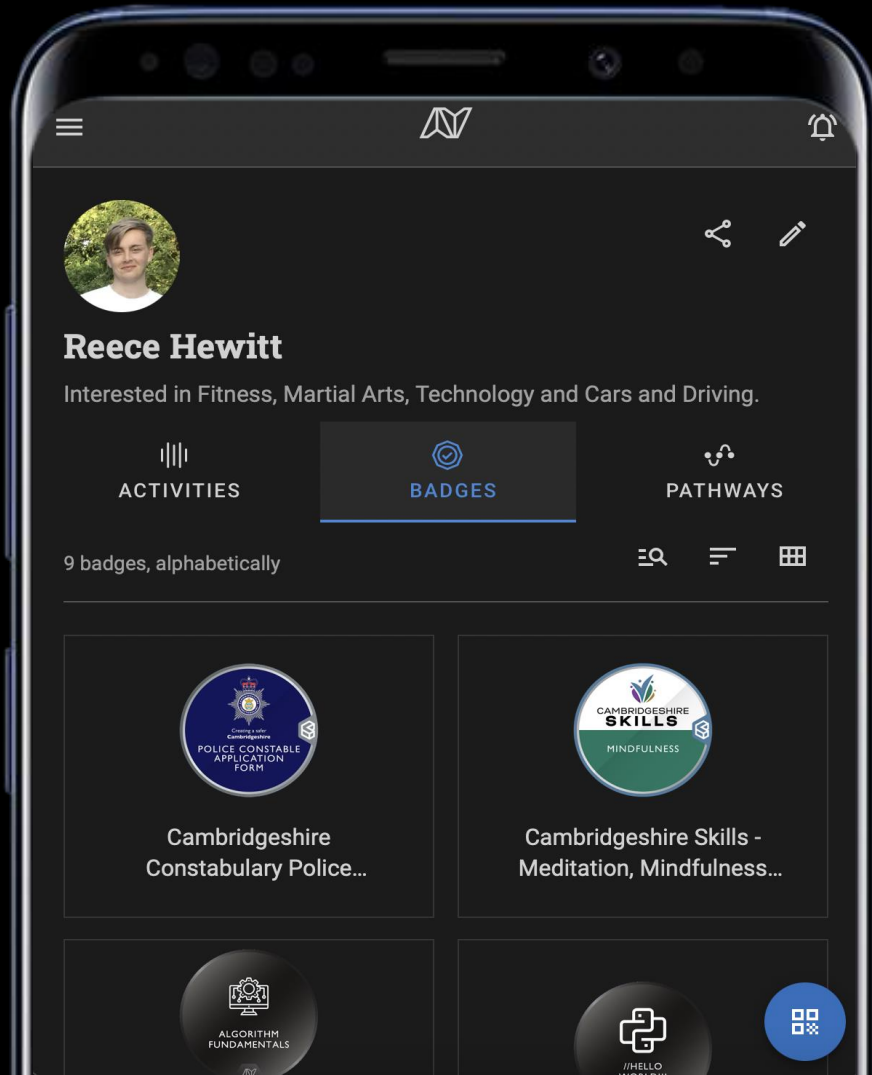 Reece Hewitt
Interested in Fitness, Martial Arts, Technology and Cars and Driving.
ACTIVITIES
BADGES
PATHWAYS
9 badges, alphabetically
Creating a safer
Cambridgeshire
POLICE CONSTABLE
APPLICATION
FORM
Cambridgeshire
Constabulary Police...
CAMBRIDGESHIRE
SKILLS
MINDFULNESS
Cambridgeshire Skills -
Meditation, Mindfulness...
ALGORITHM
FUNDAMENTALS
//HELLO